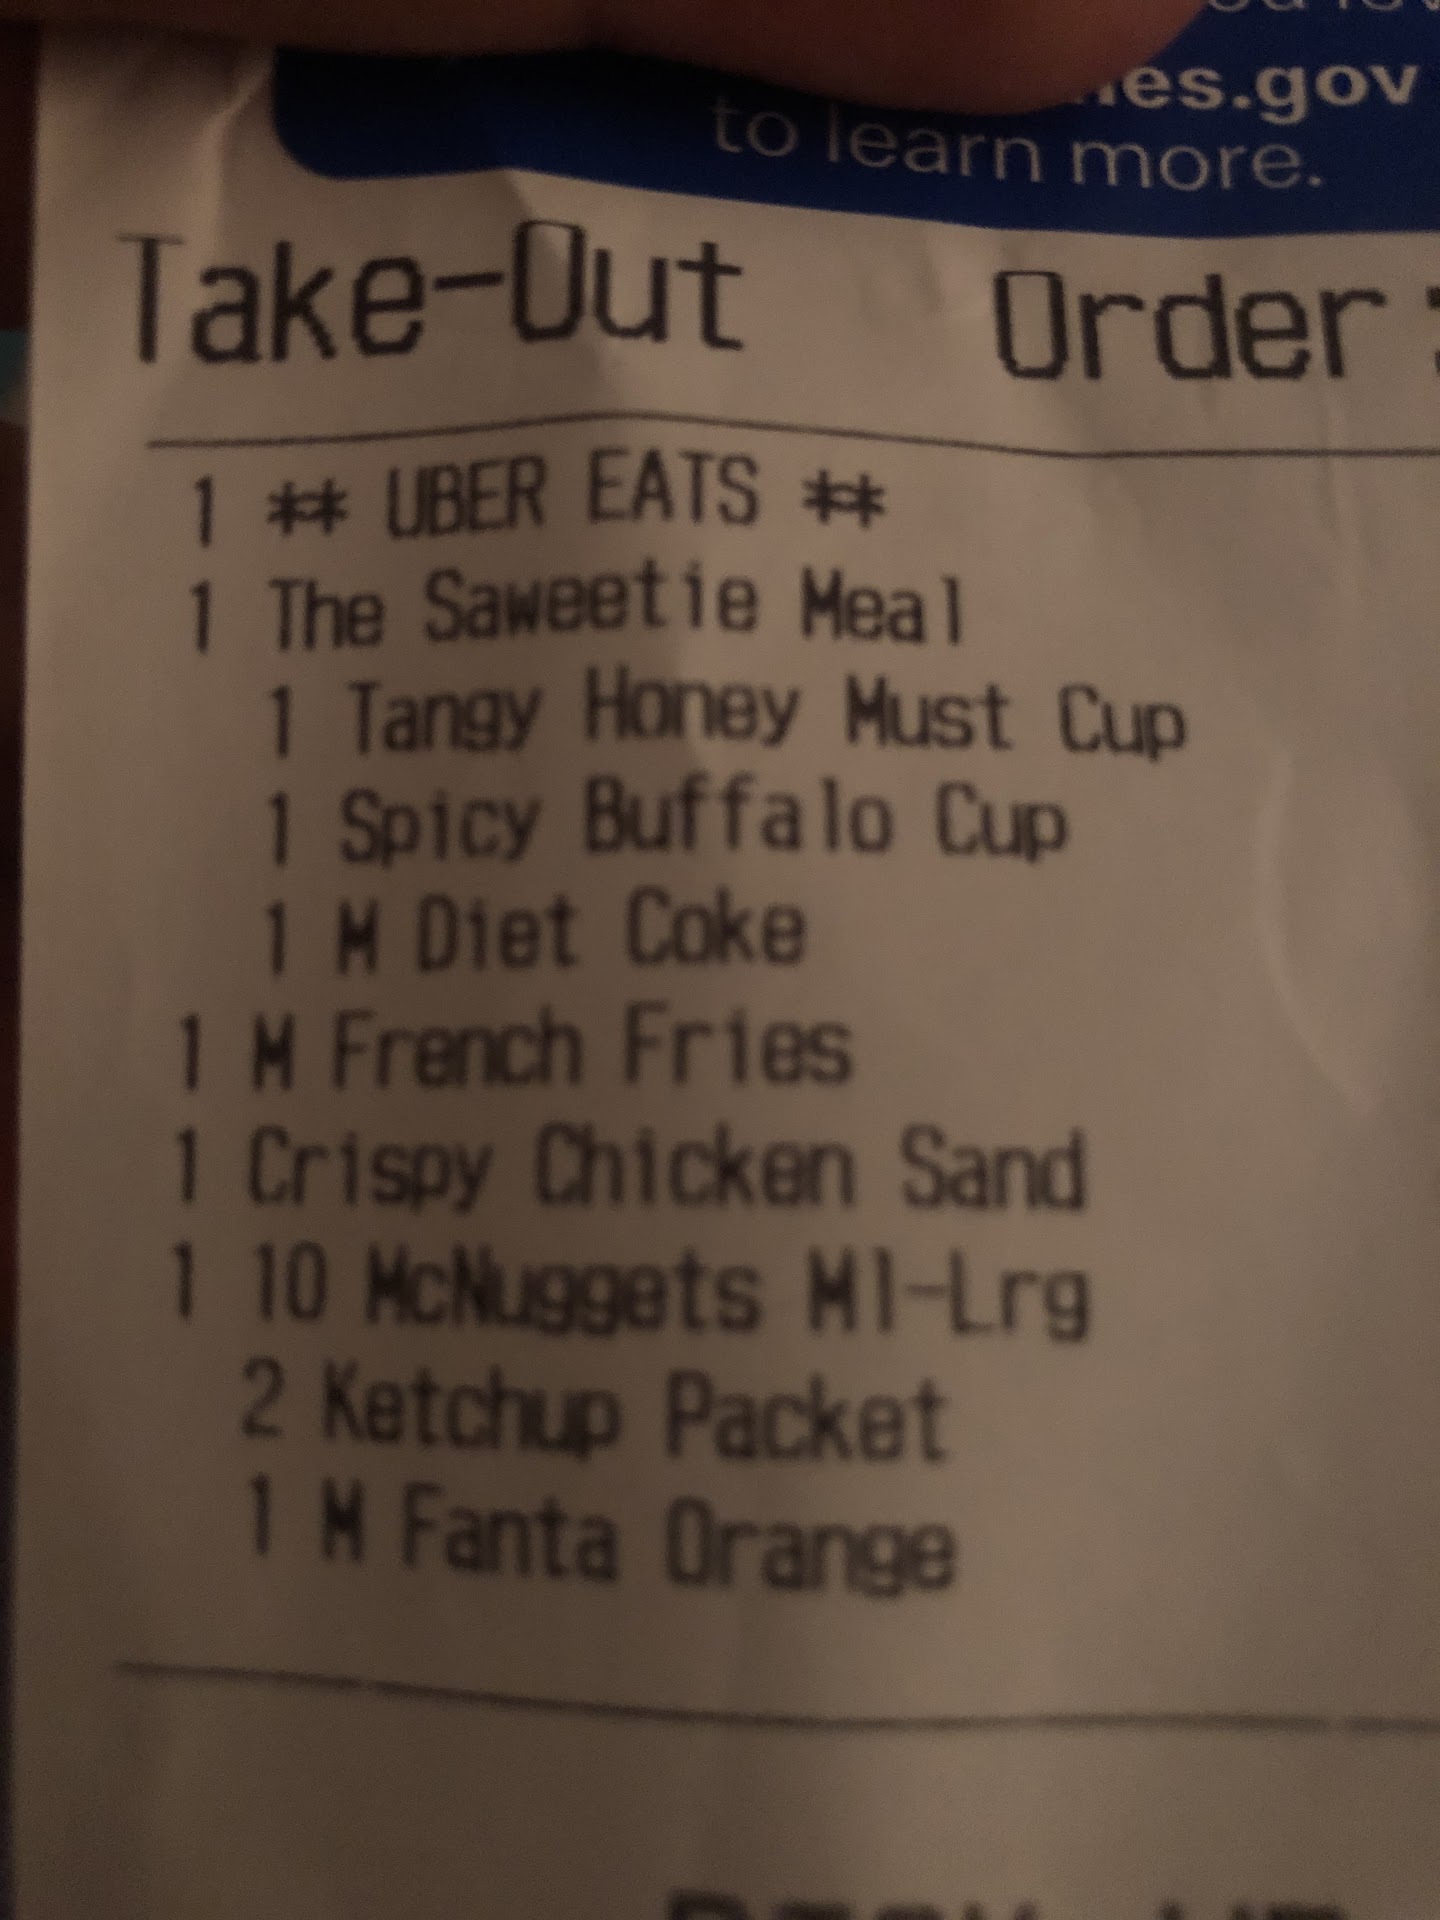 to learn more.
Take-Out Order
1 ** UBER EATS **
1 The Saweetie Meal
1 Tangy Honey Must Cup
1 Spicy Buffalo Cup
1 M Diet Coke
1 M French Fries
1 Crispy Chicken Sand
1 10 McNuggets Ml-Lrg
2 Ketchup Packet
1 M Fanta Orange